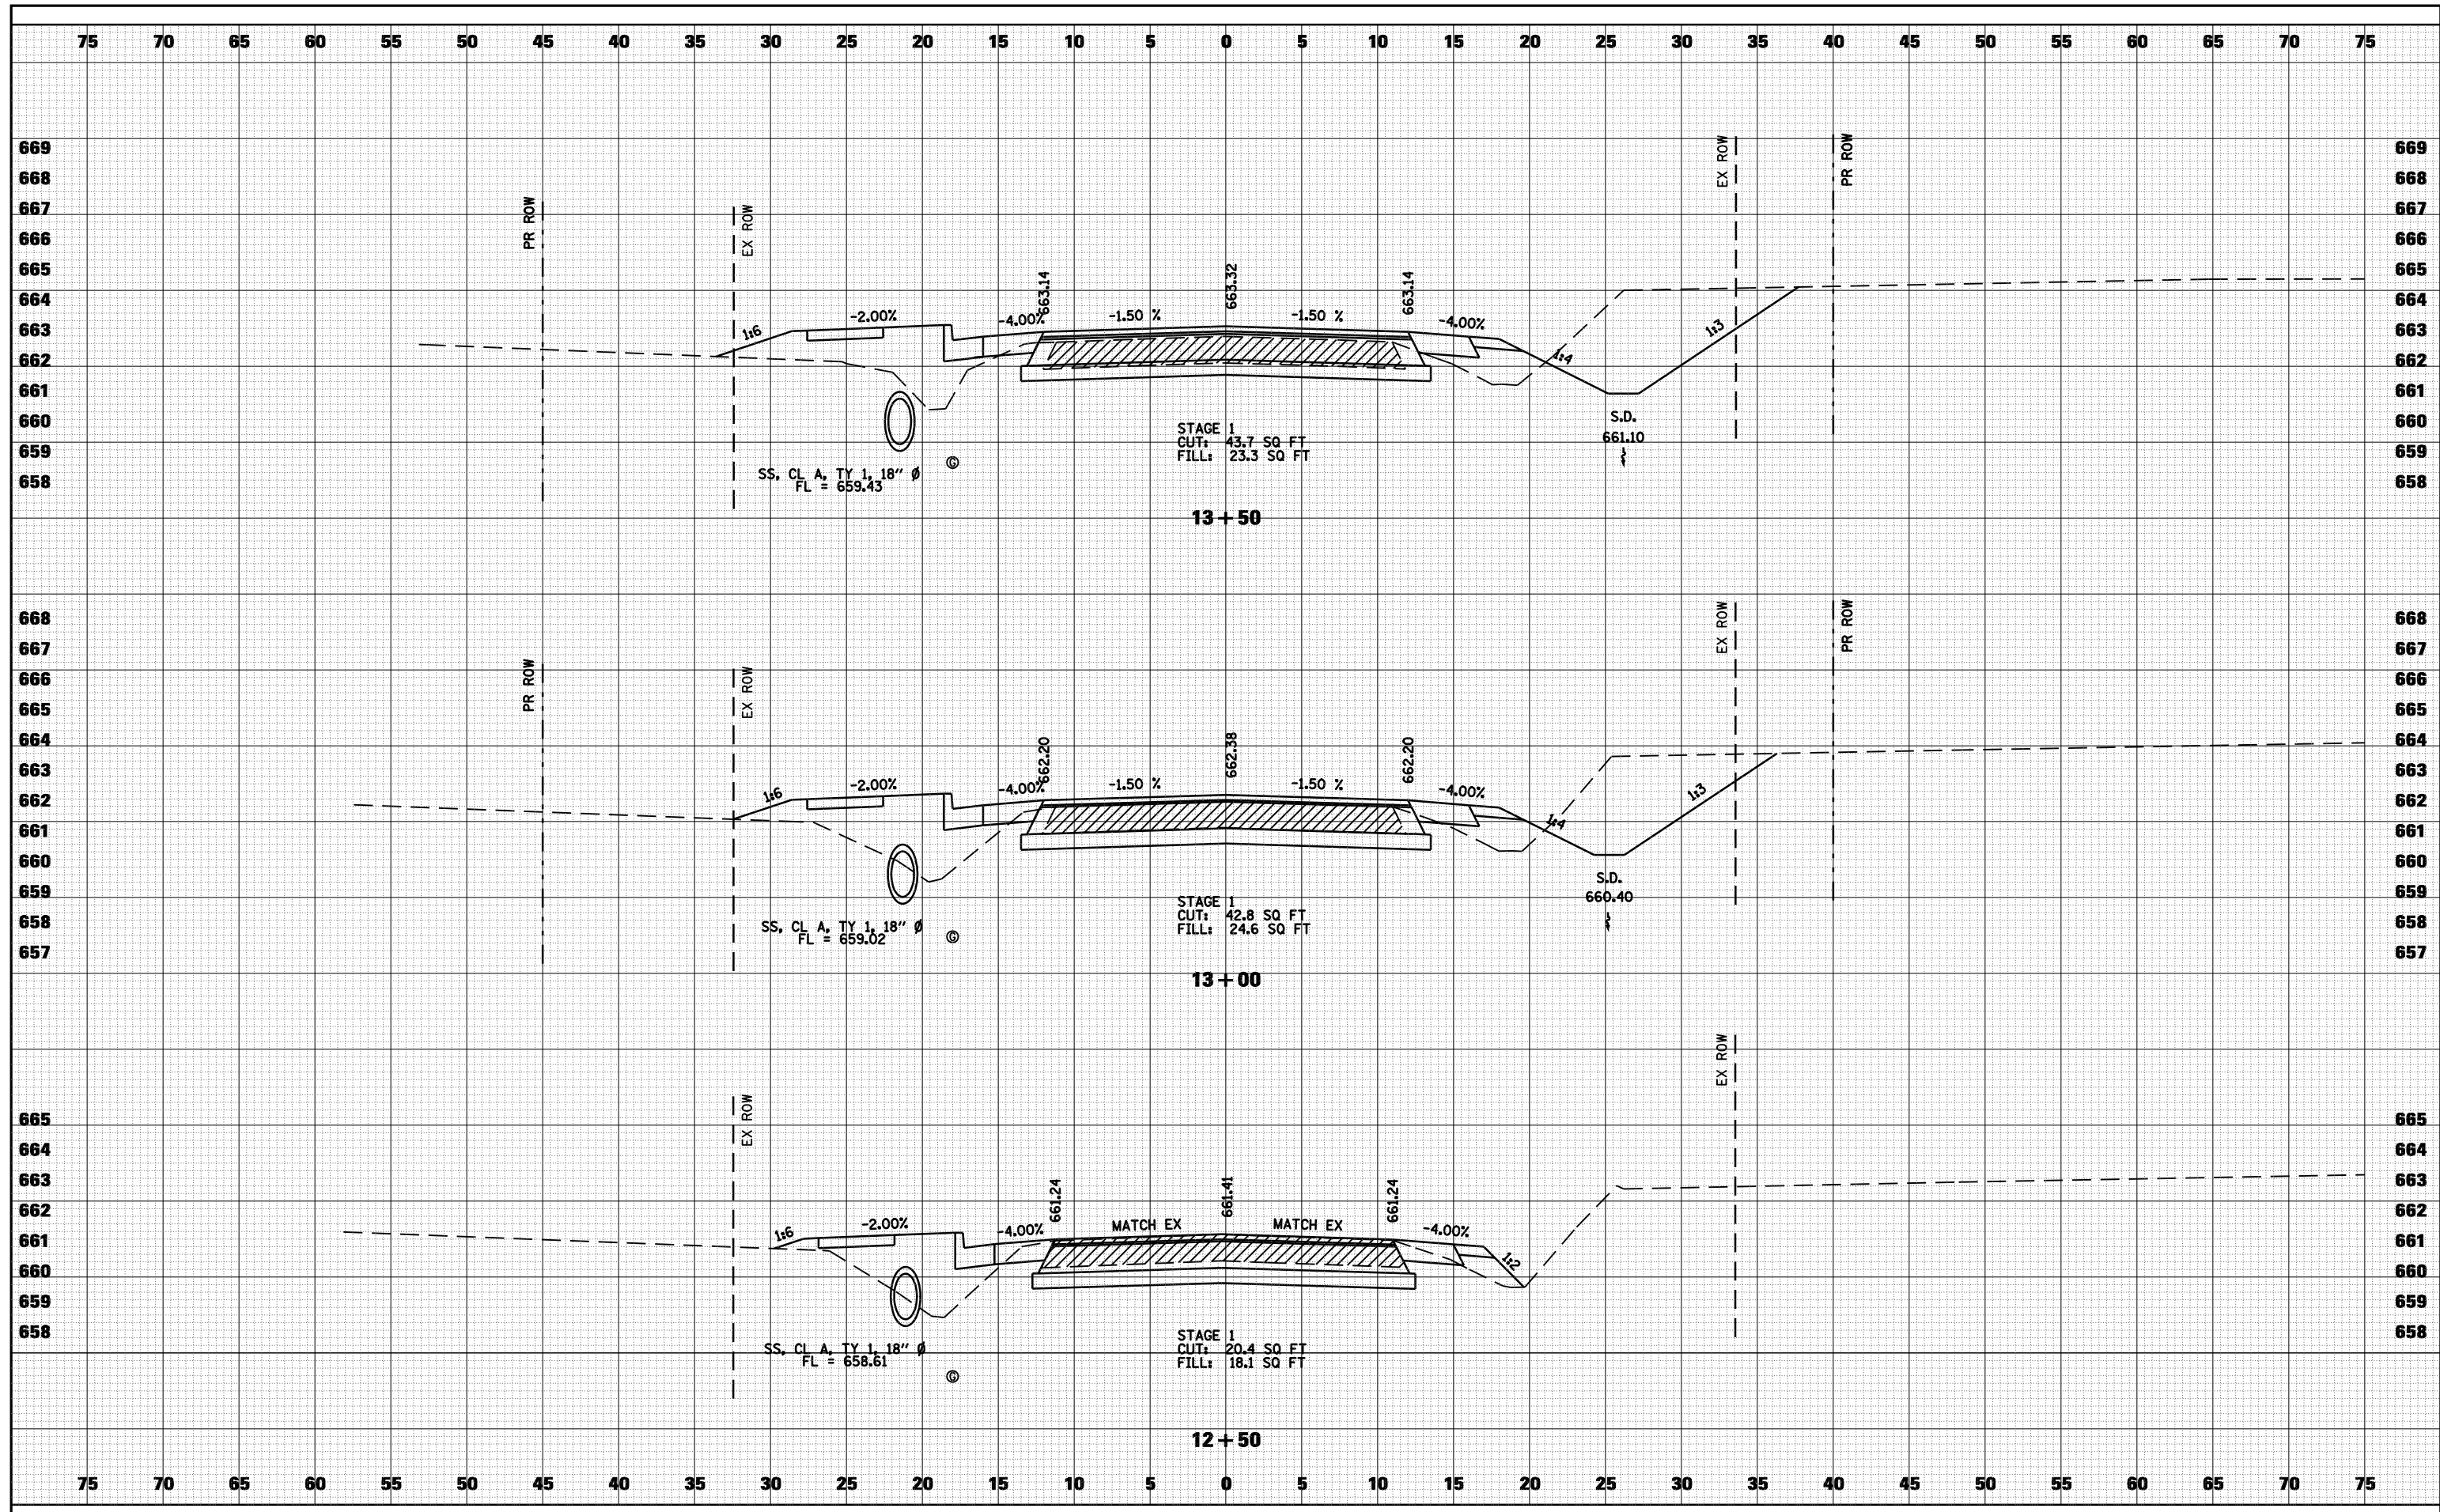 75 70 65 60 55 50 45 40 35 30 25 20 15 10 5 0 5 10 15 20 25 30 35 40 45 50 55 60 65 70 75
669 EX ROW PR ROW 669
668 668
667 PR ROW EX ROW 667
666 666
665 663.14 663.32 663.14 665
664 664
663 1:6 -2.00% -4.00% -1.50 % -1.50 % -4.00% 1:3 663
662 1:4 662
661 661
660 S.D. 660
661.10
STAGE 1
CUT: 43.7 SQ FT
FILL: 23.3 SQ FT
659 659
G
SS, CL A, TY 1, 18" Ø
FL = 659.43
658 658
13 + 50
668 EX ROW PR ROW 668
667 667
666 PR ROW EX ROW 666
665 665
664 662.20 662.38 662.20 664
663 663
662 1:6 -2.00% -4.00% -1.50 % -1.50 % -4.00% 1:3 662
661 1:4 661
660 660
659 S.D. 659
660.40
STAGE 1
CUT: 42.8 SQ FT
FILL: 24.6 SQ FT
658 658
SS, CL A, TY 1, 18" Ø
FL = 659.02
G
657 657
13 + 00
EX ROW
665 EX ROW 665
664 664
663 661.24 661.41 661.24 663
662 662
661 1:6 -2.00% -4.00% MATCH EX MATCH EX -4.00% 661
660 1:2 660
659 659
658 658
STAGE 1
CUT: 20.4 SQ FT
FILL: 18.1 SQ FT
SS, CL A, TY 1, 18" Ø
FL = 658.61
G
12 + 50
75 70 65 60 55 50 45 40 35 30 25 20 15 10 5 0 5 10 15 20 25 30 35 40 45 50 55 60 65 70 75